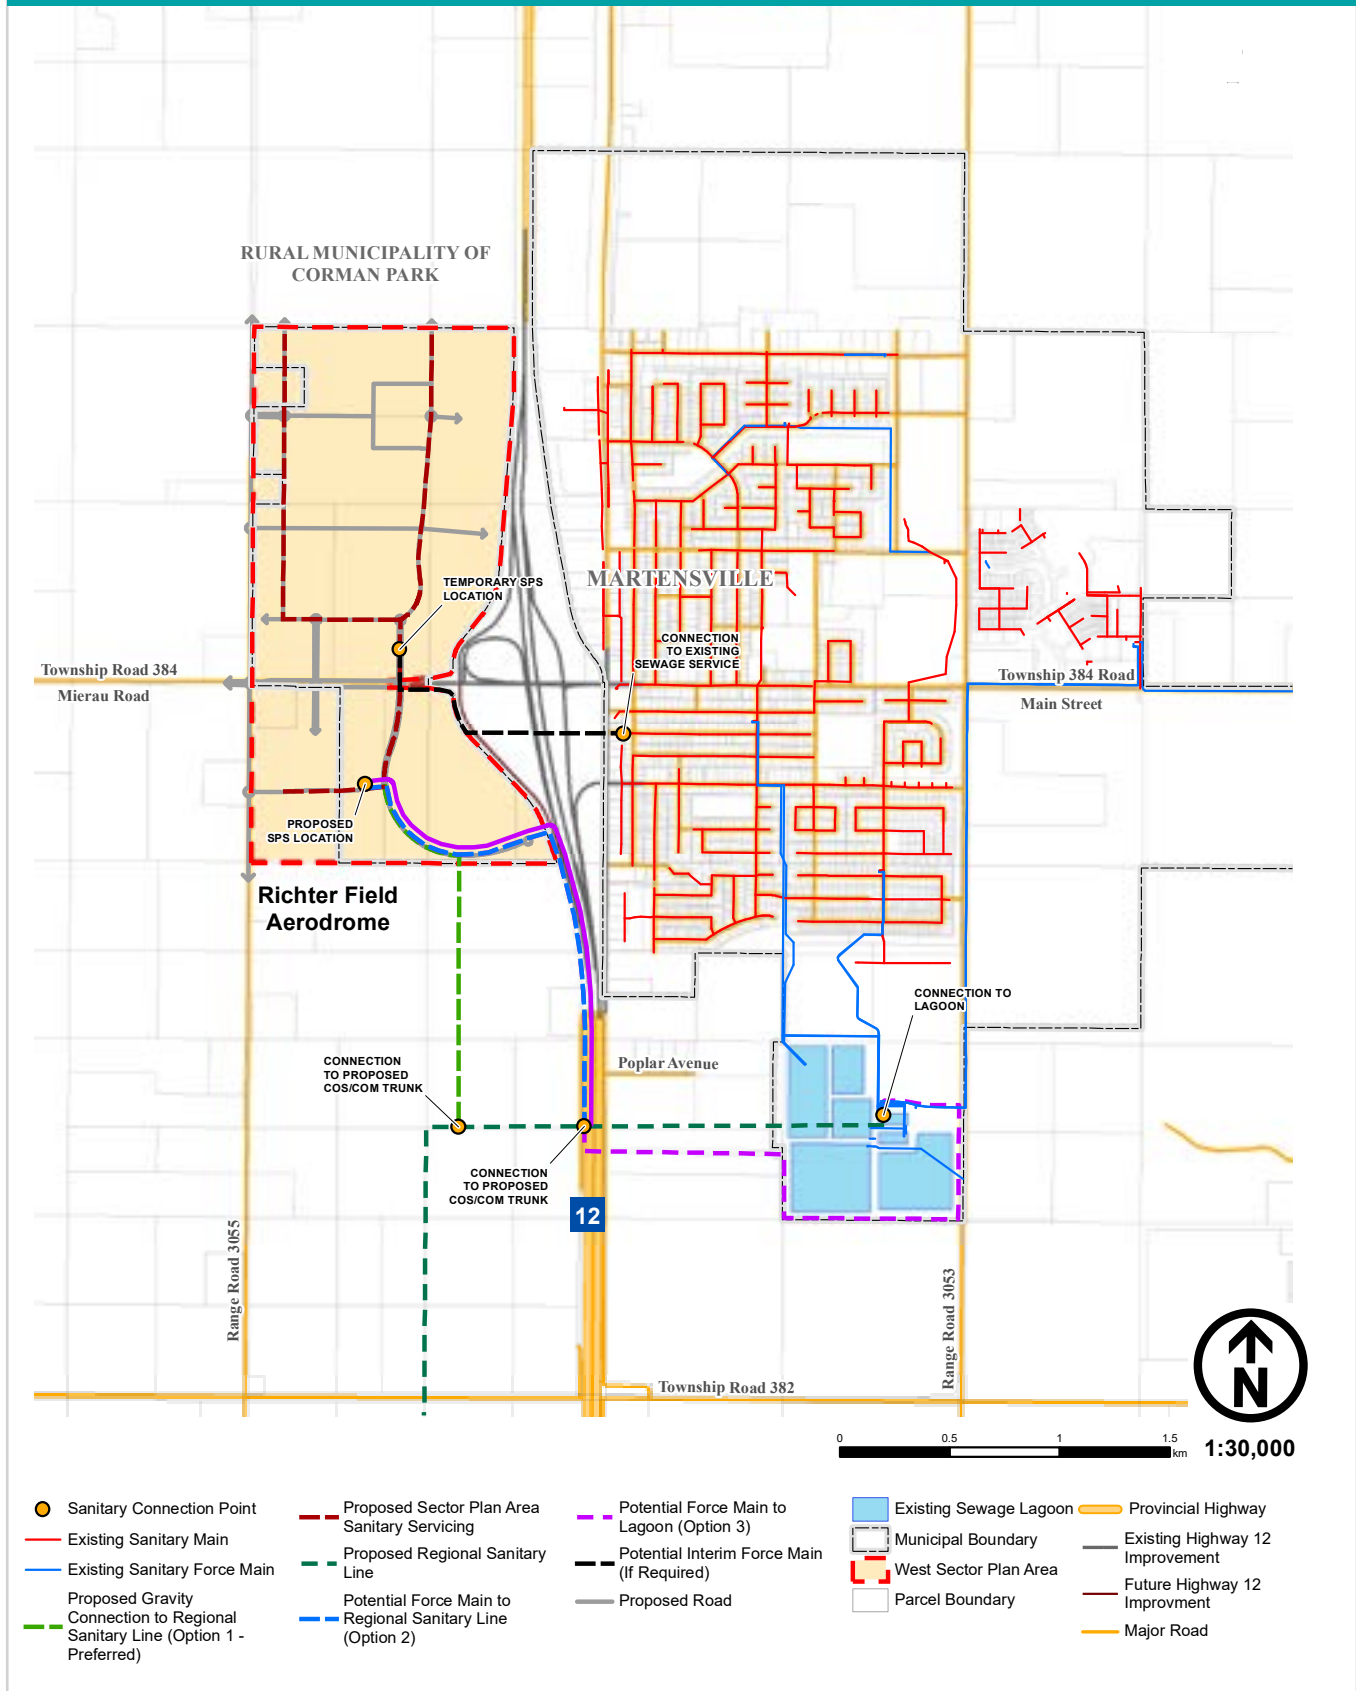 RURAL MUNICIPALITY OF
CORMAN PARK
TEMPORARY SPS
LOCATION
MARTENSVILLE
CONNECTION
TO EXISTING
SEWAGE SERVICE
Township Road 384
Mierau Road
Township 384 Road
Main Street
PROPOSED
SPS LOCATION
Richter Field
Aerodrome
CONNECTION TO
LAGOON
CONNECTION
TO PROPOSED
COS/COM TRUNK
Poplar Avenue
CONNECTION
TO PROPOSED
COS/COM TRUNK
12
Range Road 3055
Range Road 3053
Township Road 382
N
0 0.5 1 1.5
km
1:30,000
Sanitary Connection Point
Existing Sanitary Main
Existing Sanitary Force Main
Proposed Gravity
Connection to Regional
Sanitary Line (Option 1 -
Preferred)
Proposed Sector Plan Area
Sanitary Servicing
Proposed Regional Sanitary
Line
Potential Force Main to
Regional Sanitary Line
(Option 2)
Potential Force Main to
Lagoon (Option 3)
Potential Interim Force Main
(If Required)
Proposed Road
Existing Sewage Lagoon
Municipal Boundary
West Sector Plan Area
Parcel Boundary
Provincial Highway
Existing Highway 12
Improvement
Future Highway 12
Improvment
Major Road